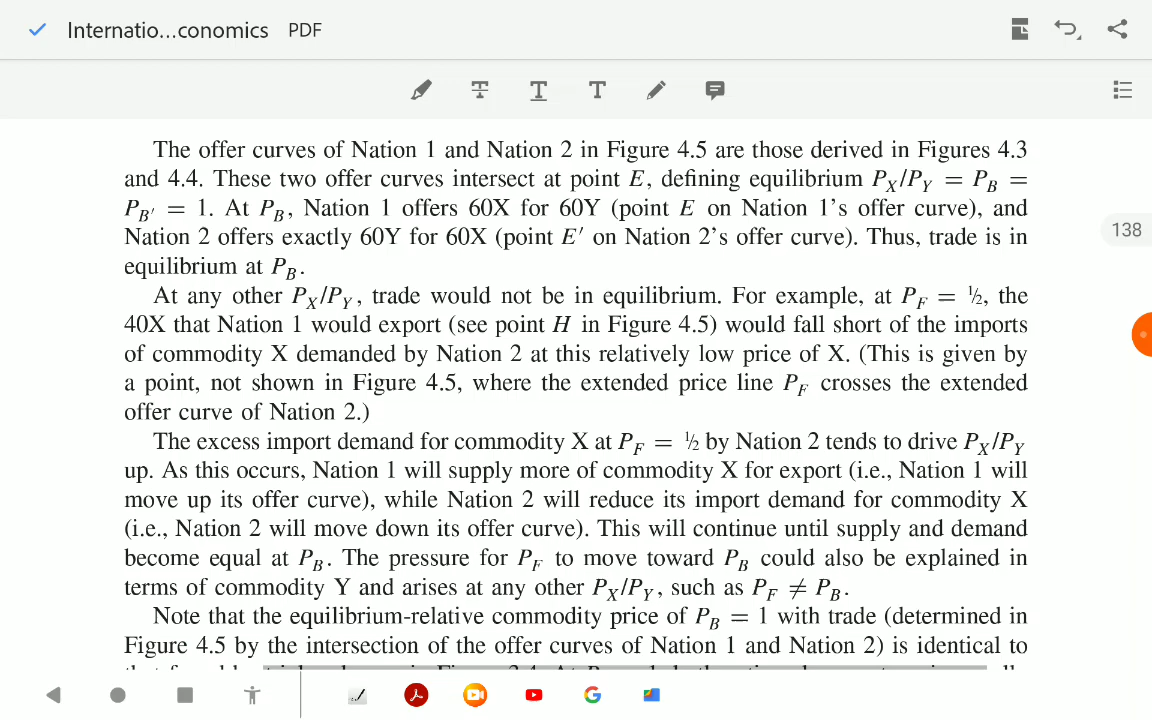 Internatio...conomics PDF
The offer curves of Nation 1 and Nation 2 in Figure 4.5 are those derived in Figures 4.3
and 4.4. These two offer curves intersect at point E, defining equilibrium PX/PY = PB =
PB′ = 1. At PB, Nation 1 offers 60X for 60Y (point E on Nation 1's offer curve), and
Nation 2 offers exactly 60Y for 60X (point E′ on Nation 2's offer curve). Thus, trade is in
equilibrium at PB.
138
At any other PX/PY, trade would not be in equilibrium. For example, at PF = ½, the
40X that Nation 1 would export (see point H in Figure 4.5) would fall short of the imports
of commodity X demanded by Nation 2 at this relatively low price of X. (This is given by
a point, not shown in Figure 4.5, where the extended price line PF crosses the extended
offer curve of Nation 2.)
The excess import demand for commodity X at PF = ½ by Nation 2 tends to drive PX/PY
up. As this occurs, Nation 1 will supply more of commodity X for export (i.e., Nation 1 will
move up its offer curve), while Nation 2 will reduce its import demand for commodity X
(i.e., Nation 2 will move down its offer curve). This will continue until supply and demand
become equal at PB. The pressure for PF to move toward PB could also be explained in
terms of commodity Y and arises at any other PX/PY, such as PF ≠ PB.
Note that the equilibrium-relative commodity price of PB = 1 with trade (determined in
Figure 4.5 by the intersection of the offer curves of Nation 1 and Nation 2) is identical to